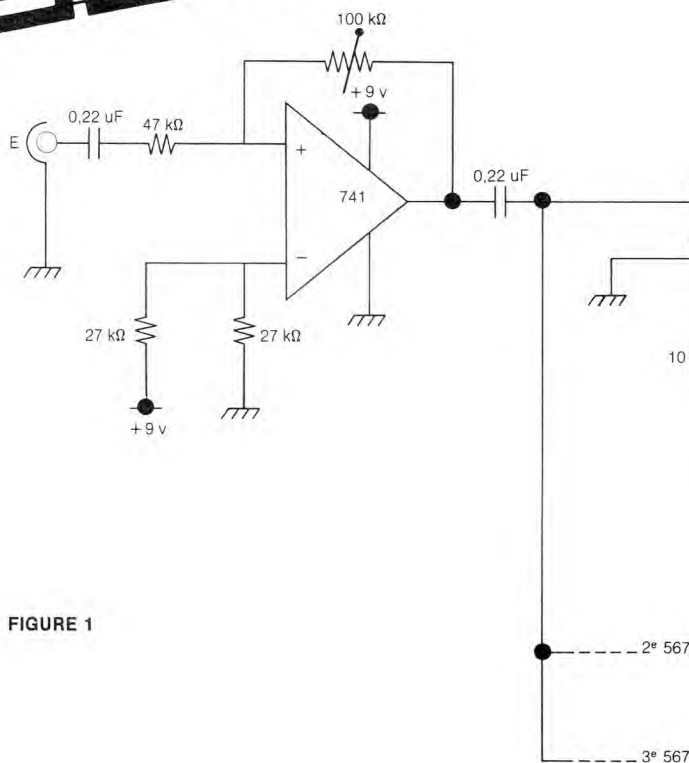 100 kΩ
+ 9 v
0,22 uF
47 kΩ
E
+
741
0,22 uF
−
27 kΩ
27 kΩ
10
+ 9 v
FIGURE 1
2e 567
3e 567